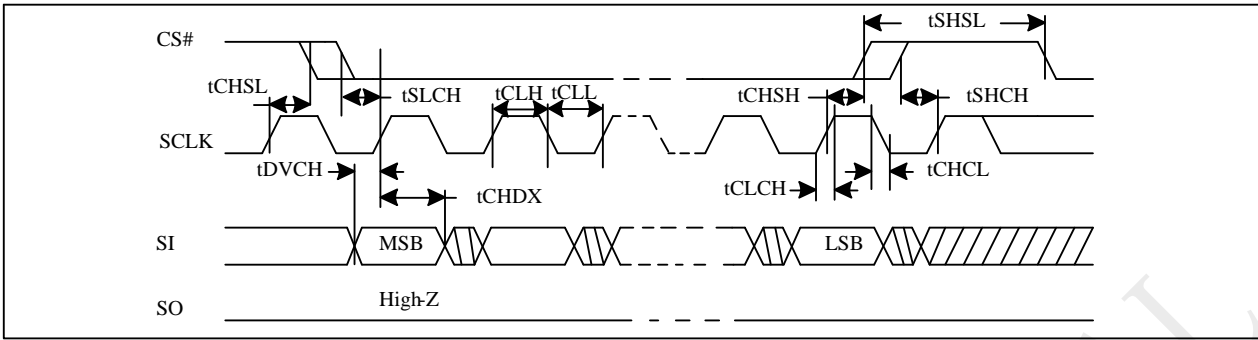 tSHSL
CS#
tCHSL
tSLCH
tCLH
tCLL
tCHSH
tSHCH
SCLK
tDVCH
tCHDX
tCLCH
tCHCL
SI
MSB
LSB
High-Z
SO